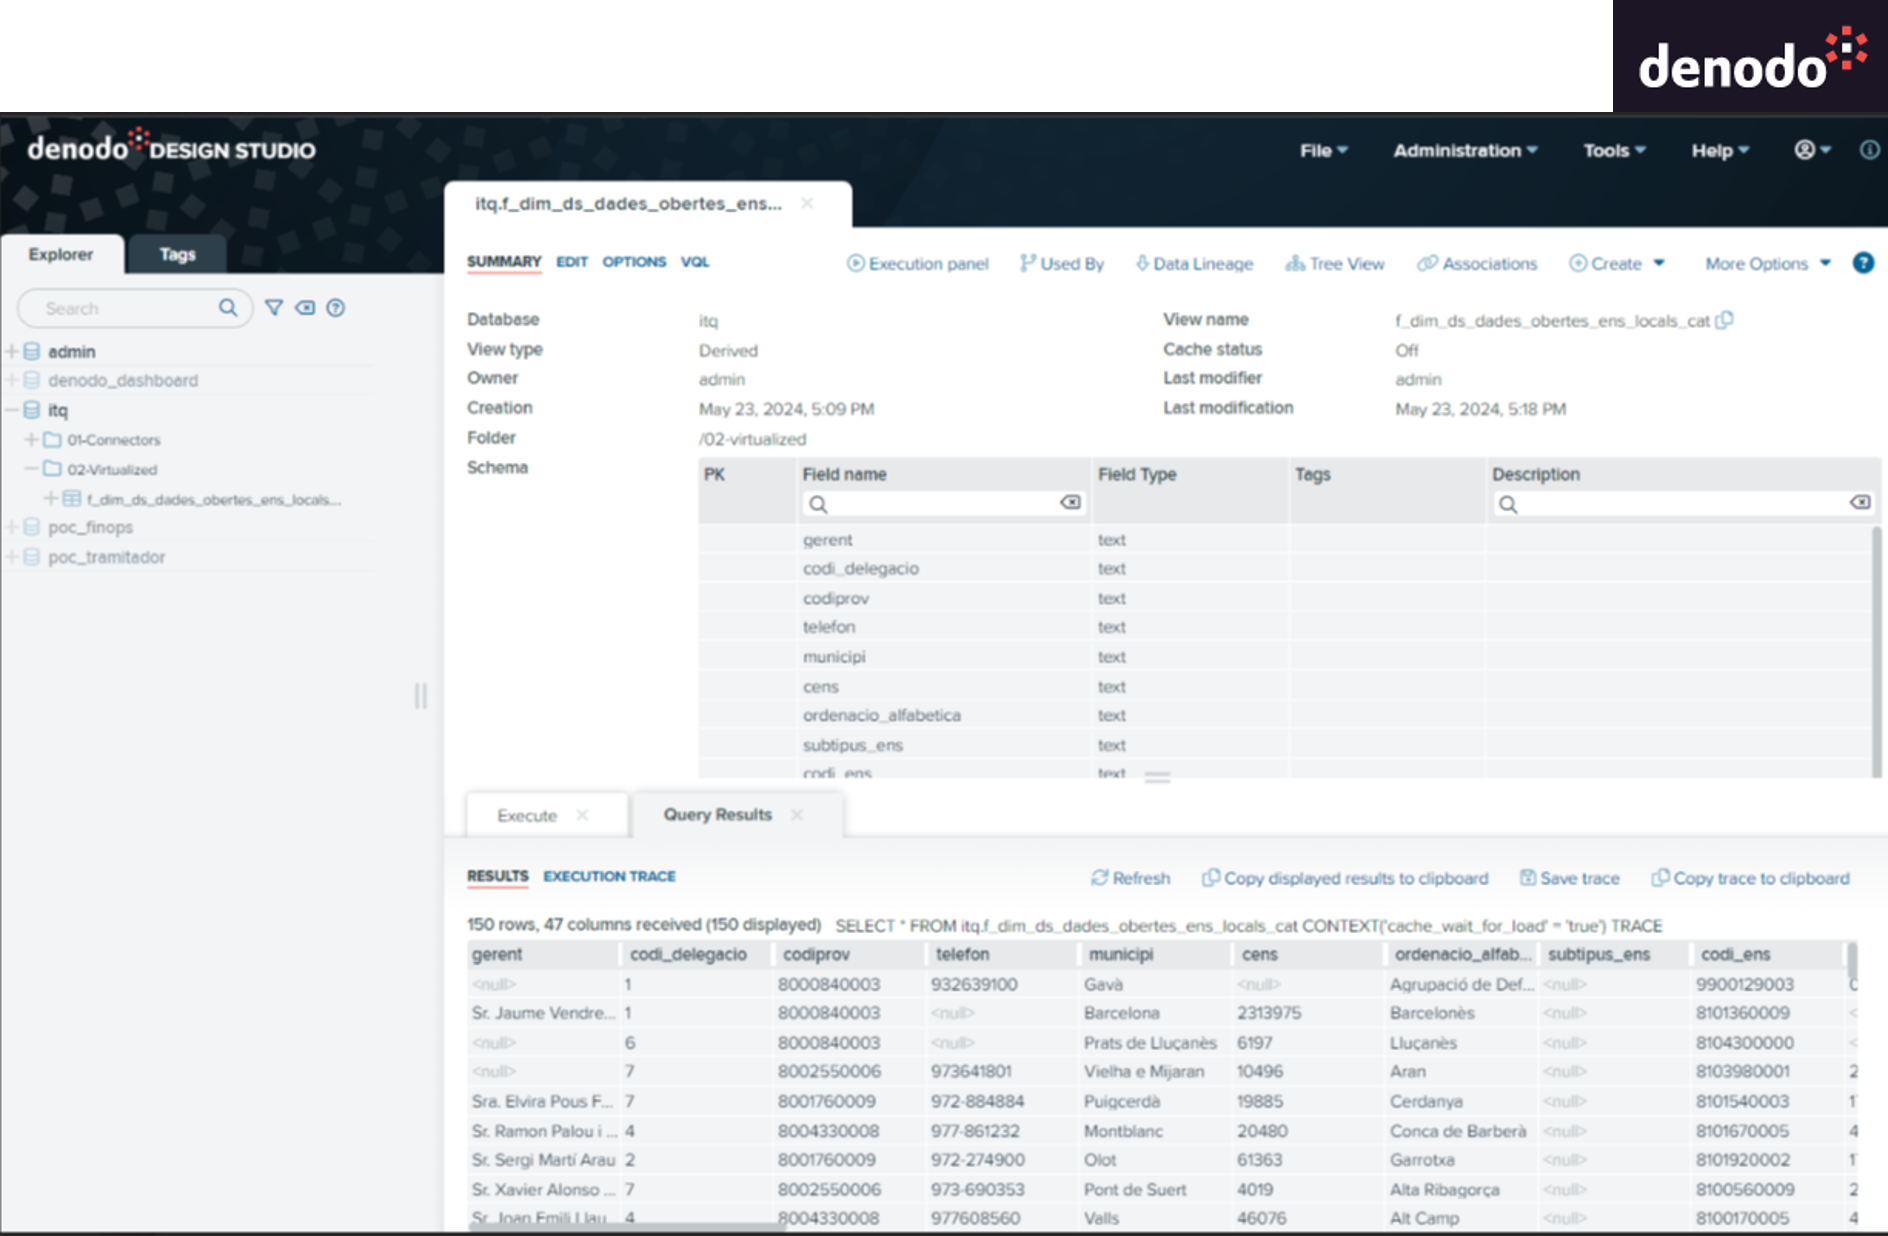 denodo
denodo DESIGN STUDIO
File Administration Tools Help
itq.f_dim_ds_dades_obertes_ens...
Explorer Tags
SUMMARY EDIT OPTIONS VQL Execution panel Used By Data Lineage Tree View Associations Create More Options ?
Search
admin
denodo_dashboard
itq
01-Connectors
02-Virtualized
f_dim_ds_dades_obertes_ens_locals...
poc_finops
poc_tramitador
Database itq View name f_dim_ds_dades_obertes_ens_locals_cat
View type Derived Cache status Off
Owner admin Last modifier admin
Creation May 23, 2024, 5:09 PM Last modification May 23, 2024, 5:18 PM
Folder /02-virtualized
Schema
PK Field name Field Type Tags Description
gerent text
codi_delegacio text
codiprov text
telefon text
municipi text
cens text
ordenacio_alfabetica text
subtipus_ens text
codi_ens text
Execute Query Results
RESULTS EXECUTION TRACE Refresh Copy displayed results to clipboard Save trace Copy trace to clipboard
150 rows, 47 columns received (150 displayed) SELECT * FROM itq.f_dim_ds_dades_obertes_ens_locals_cat CONTEXT('cache_wait_for_load' = 'true') TRACE
gerent codi_delegacio codiprov telefon municipi cens ordenacio_alfab... subtipus_ens codi_ens
<null> 1 8000840003 932639100 Gavà <null> Agrupació de Def... <null> 9900129003
Sr. Jaume Vendre... 1 8000840003 <null> Barcelona 2313975 Barcelonès <null> 8101360009
<null> 6 8000840003 <null> Prats de Lluçanès 6197 Lluçanès <null> 8104300000
<null> 7 8002550006 973641801 Vielha e Mijaran 10496 Aran <null> 8103980001 2
Sra. Elvira Pous F... 7 8001760009 972-884884 Puigcerdà 19885 Cerdanya <null> 8101540003
Sr. Ramon Palou i ... 4 8004330008 977-861232 Montblanc 20480 Conca de Barberà <null> 8101670005 4
Sr. Sergi Martí Arau 2 8001760009 972-274900 Olot 61363 Garrotxa <null> 8101920002
Sr. Xavier Alonso ... 7 8002550006 973-690353 Pont de Suert 4019 Alta Ribagorça <null> 8100560009 2
Sr. Joan Emili Llau... 4 8004330008 977608560 Valls 46076 Alt Camp <null> 8100170005 4